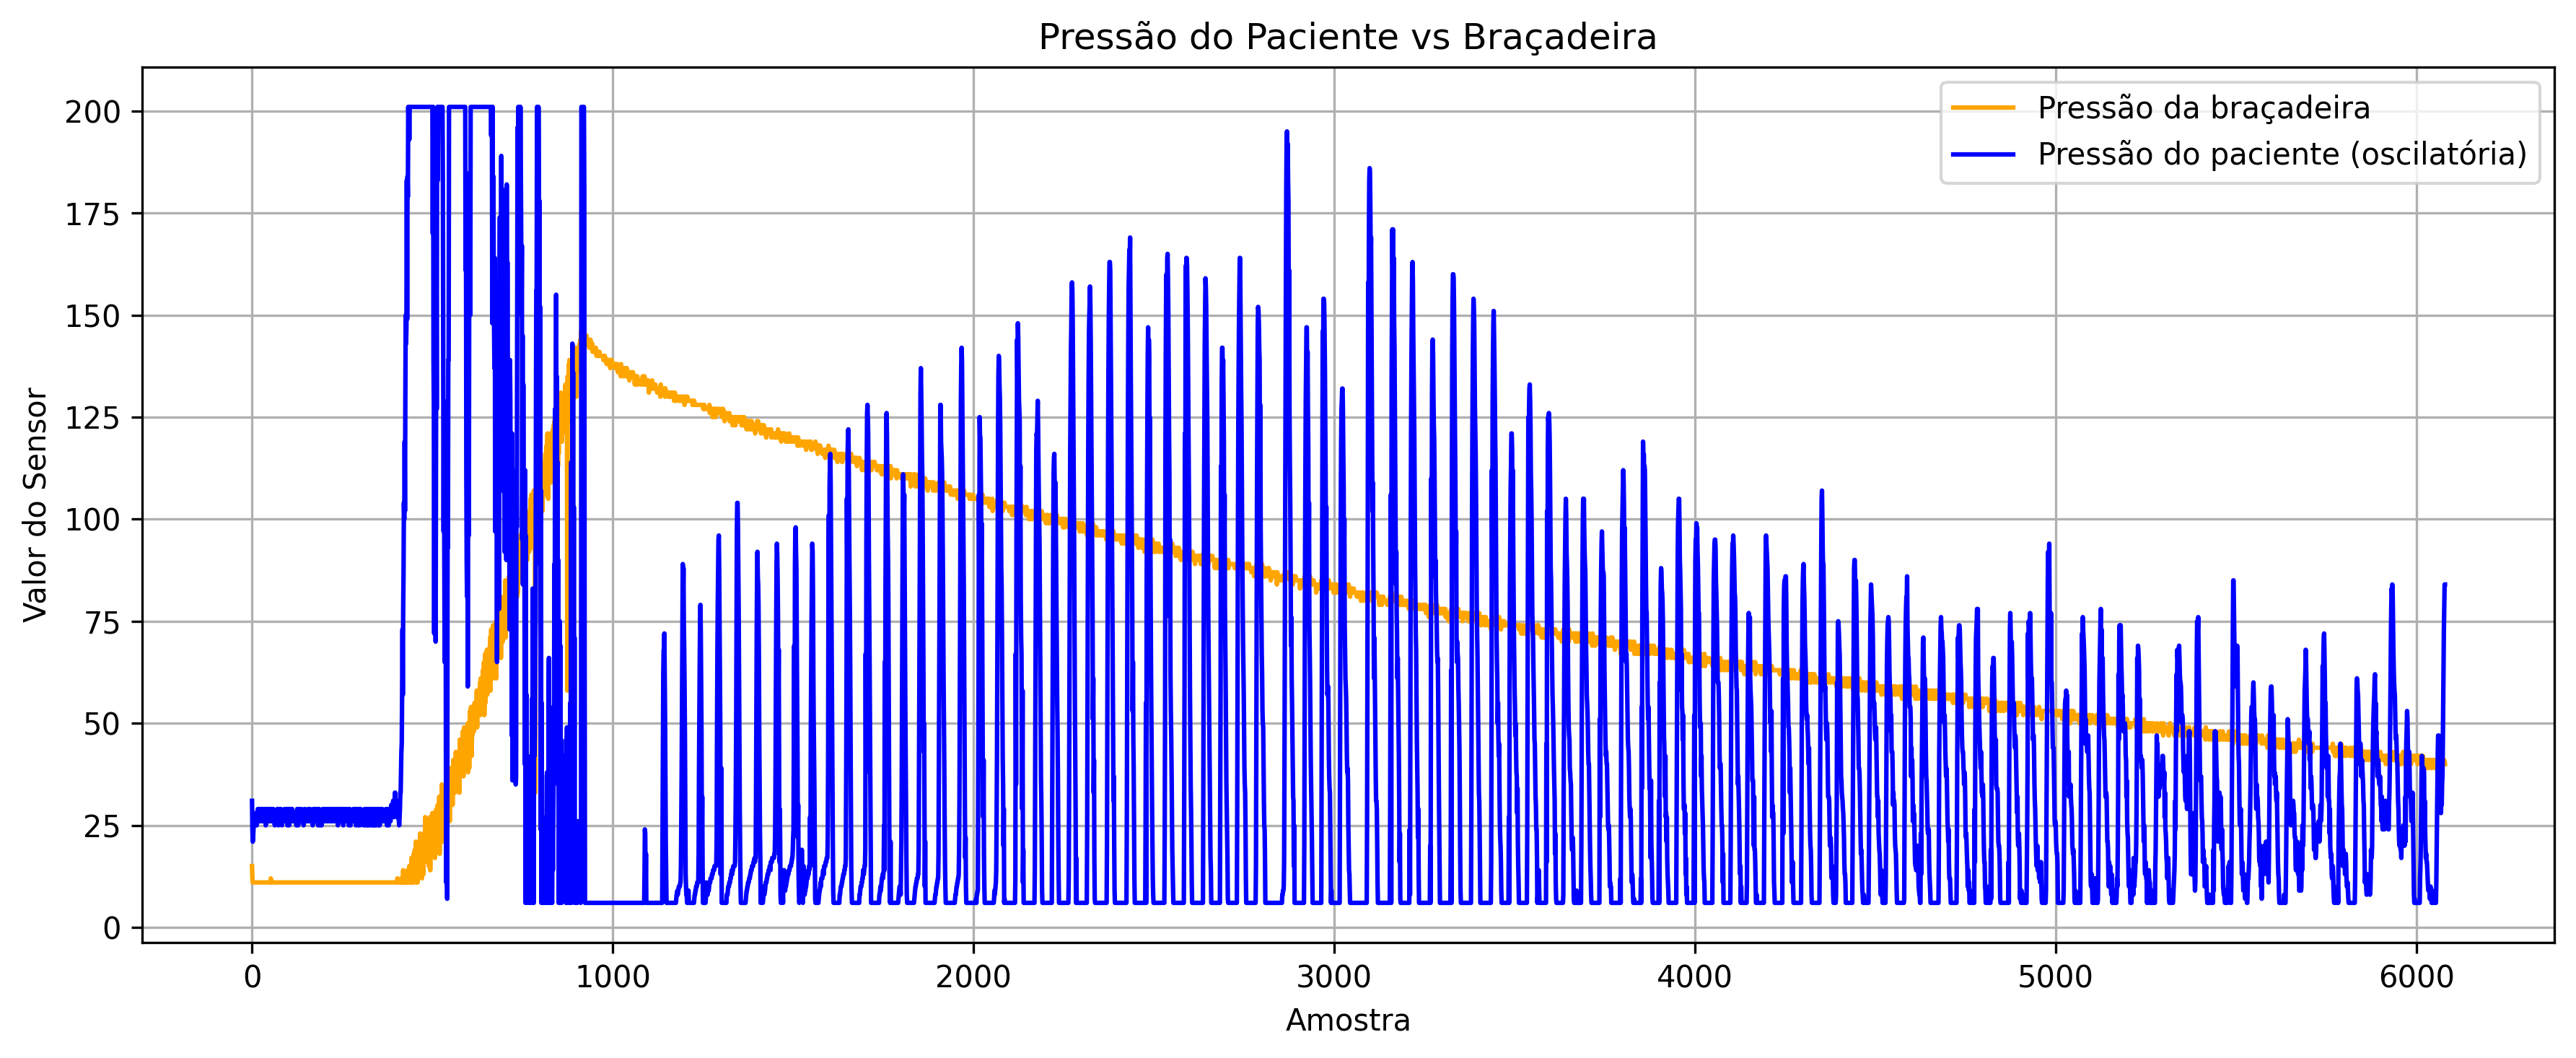 Pressão do Paciente vs Braçadeira
Pressão da braçadeira
Pressão do paciente (oscilatória)
Valor do Sensor
200
175
150
125
100
75
50
25
0
0 1000 2000 3000 4000 5000 6000
Amostra